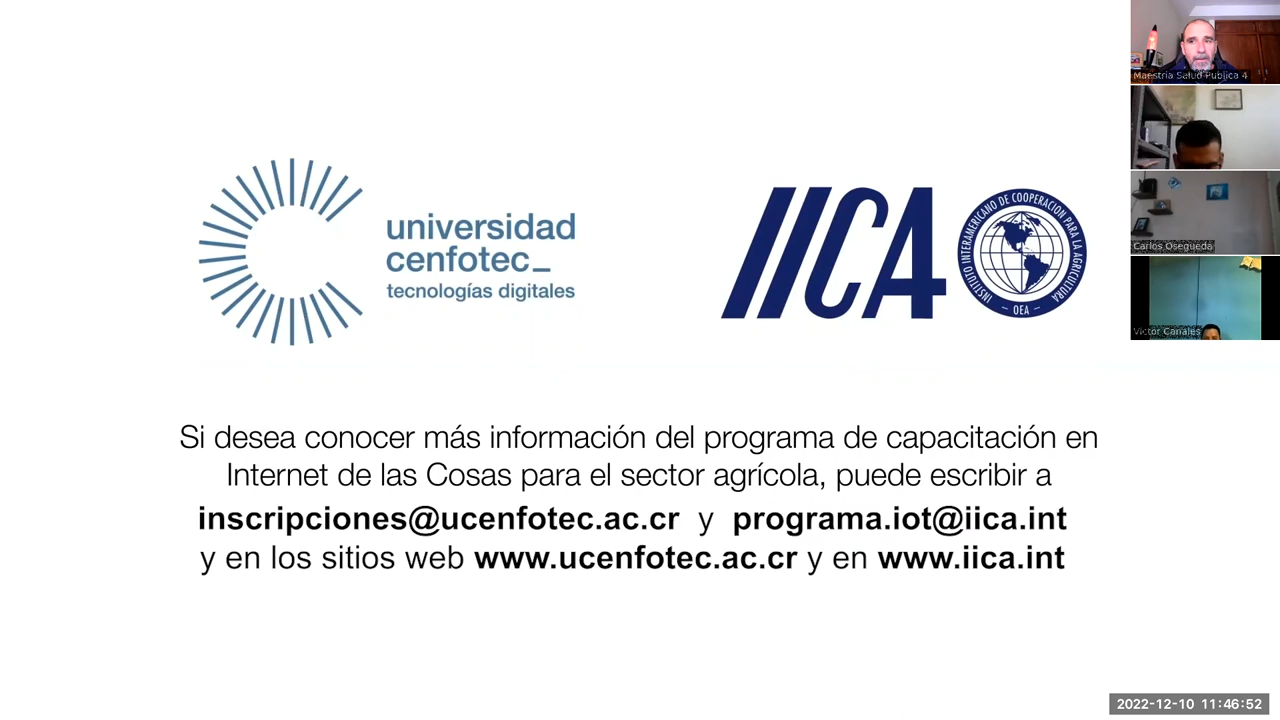 universidad
cenfotec_
tecnologías digitales
IICA
INSTITUTO INTERAMERICANO DE COOPERACION PARA LA AGRICULTURA
– OEA –
Si desea conocer más información del programa de capacitación en
Internet de las Cosas para el sector agrícola, puede escribir a
inscripciones@ucenfotec.ac.cr y programa.iot@iica.int
y en los sitios web www.ucenfotec.ac.cr y en www.iica.int
Maestria Salud Publica 4
Carlos Osegueda
Victor Canales
2022-12-10 11:46:52